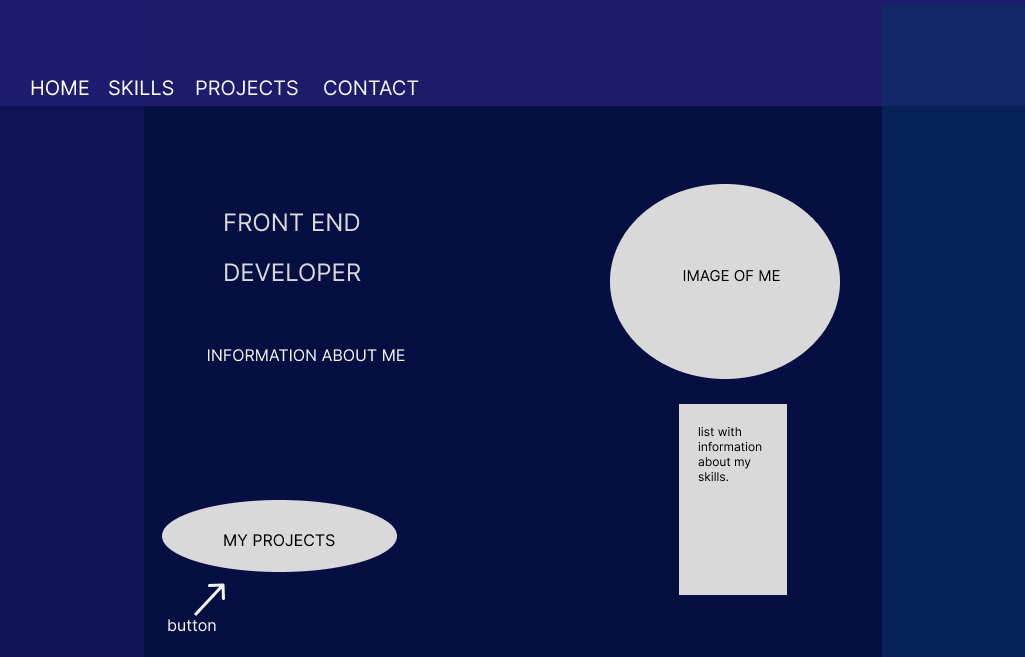 HOME SKILLS PROJECTS CONTACT
FRONT END
DEVELOPER
INFORMATION ABOUT ME
IMAGE OF ME
list with
information
about my
skills.
MY PROJECTS
button